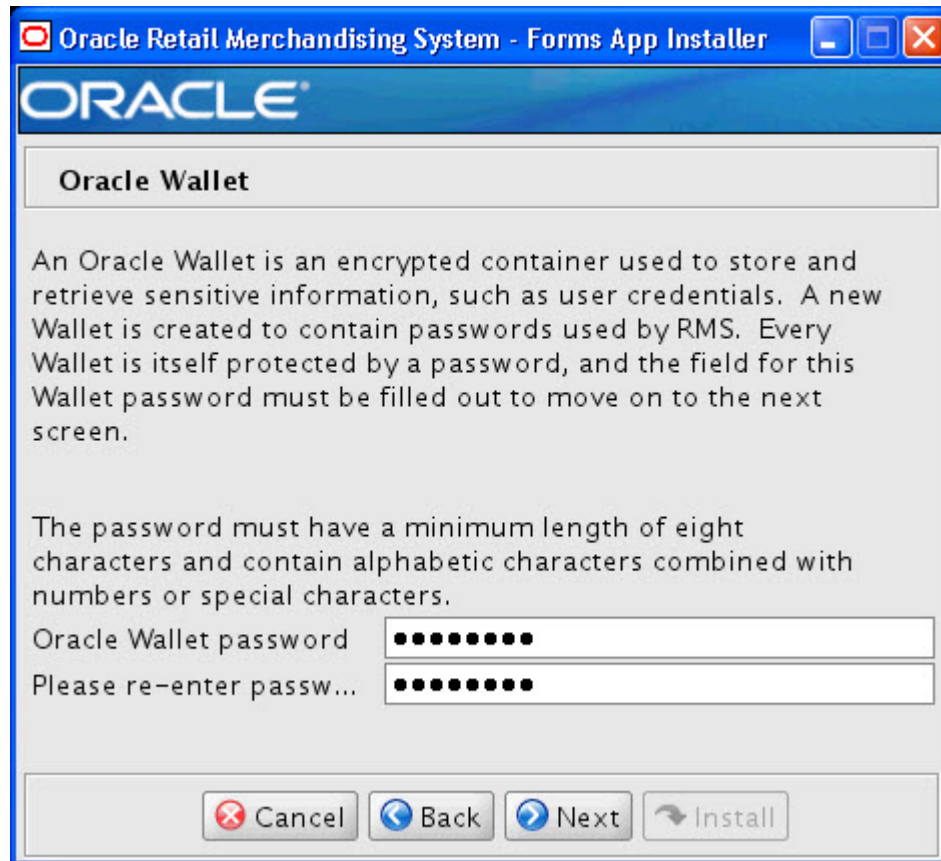 Oracle Retail Merchandising System - Forms App Installer
ORACLE
Oracle Wallet
An Oracle Wallet is an encrypted container used to store and
retrieve sensitive information, such as user credentials.  A new
Wallet is created to contain passwords used by RMS.  Every
Wallet is itself protected by a password, and the field for this
Wallet password must be filled out to move on to the next
screen.
The password must have a minimum length of eight
characters and contain alphabetic characters combined with
numbers or special characters.
Oracle Wallet password ●●●●●●●●
Please re-enter passw... ●●●●●●●●
Cancel Back Next Install